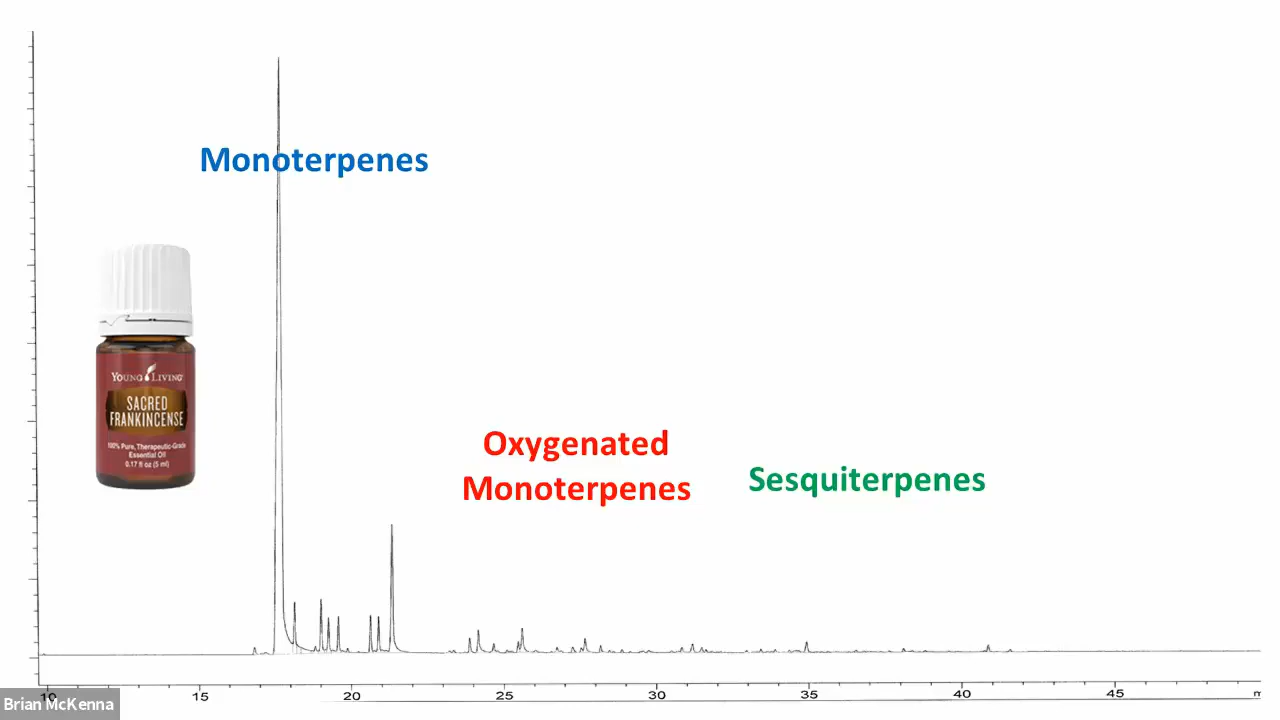 Monoterpenes
YOUNG LIVING
SACRED
FRANKINCENSE
100% Pure, Therapeutic-Grade
Essential Oil
0.17 fl oz (5 ml)
Oxygenated
Monoterpenes
Sesquiterpenes
10 15 20 25 30 35 40 45 m
Brian McKenna